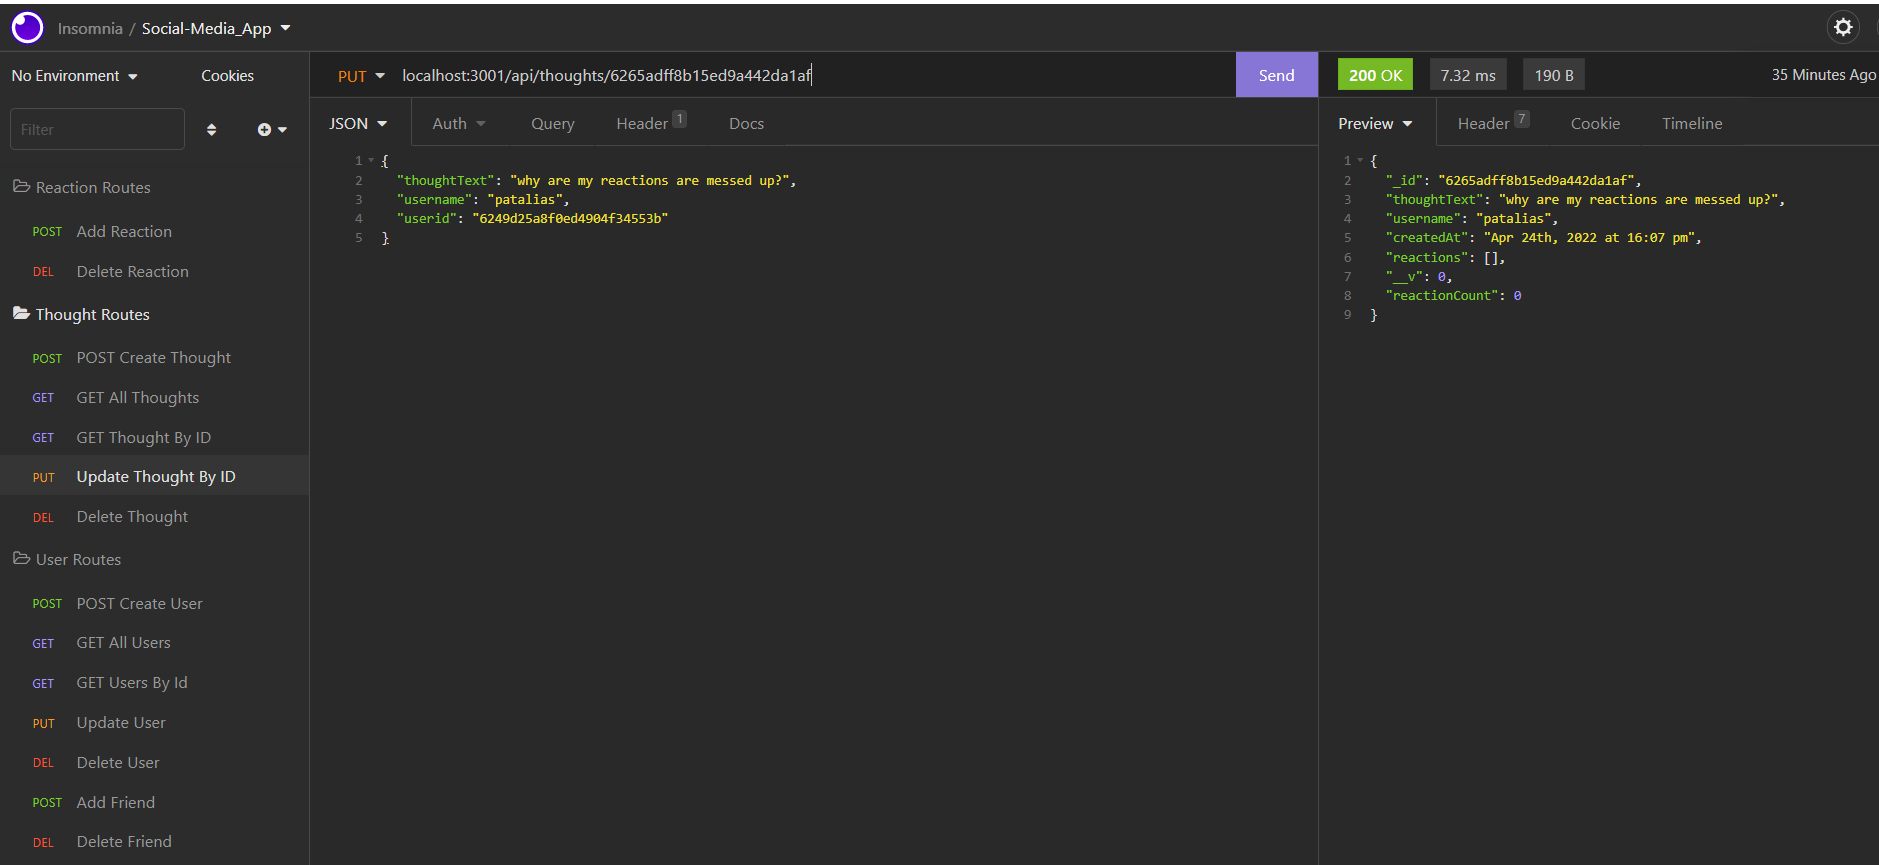 Insomnia / Social-Media_App
No Environment
Cookies
Filter
Reaction Routes
POST Add Reaction
DEL Delete Reaction
Thought Routes
POST POST Create Thought
GET GET All Thoughts
GET GET Thought By ID
PUT Update Thought By ID
DEL Delete Thought
User Routes
POST POST Create User
GET GET All Users
GET GET Users By Id
PUT Update User
DEL Delete User
POST Add Friend
DEL Delete Friend
PUT localhost:3001/api/thoughts/6265adff8b15ed9a442da1af Send
JSON Auth Query Header 1 Docs
1 {
2 "thoughtText": "why are my reactions are messed up?",
3 "username": "patalias",
4 "userid": "6249d25a8f0ed4904f34553b"
5 }
200 OK 7.32 ms 190 B 35 Minutes Ago
Preview Header 7 Cookie Timeline
1 {
2 "_id": "6265adff8b15ed9a442da1af",
3 "thoughtText": "why are my reactions are messed up?",
4 "username": "patalias",
5 "createdAt": "Apr 24th, 2022 at 16:07 pm",
6 "reactions": [],
7 "__v": 0,
8 "reactionCount": 0
9 }